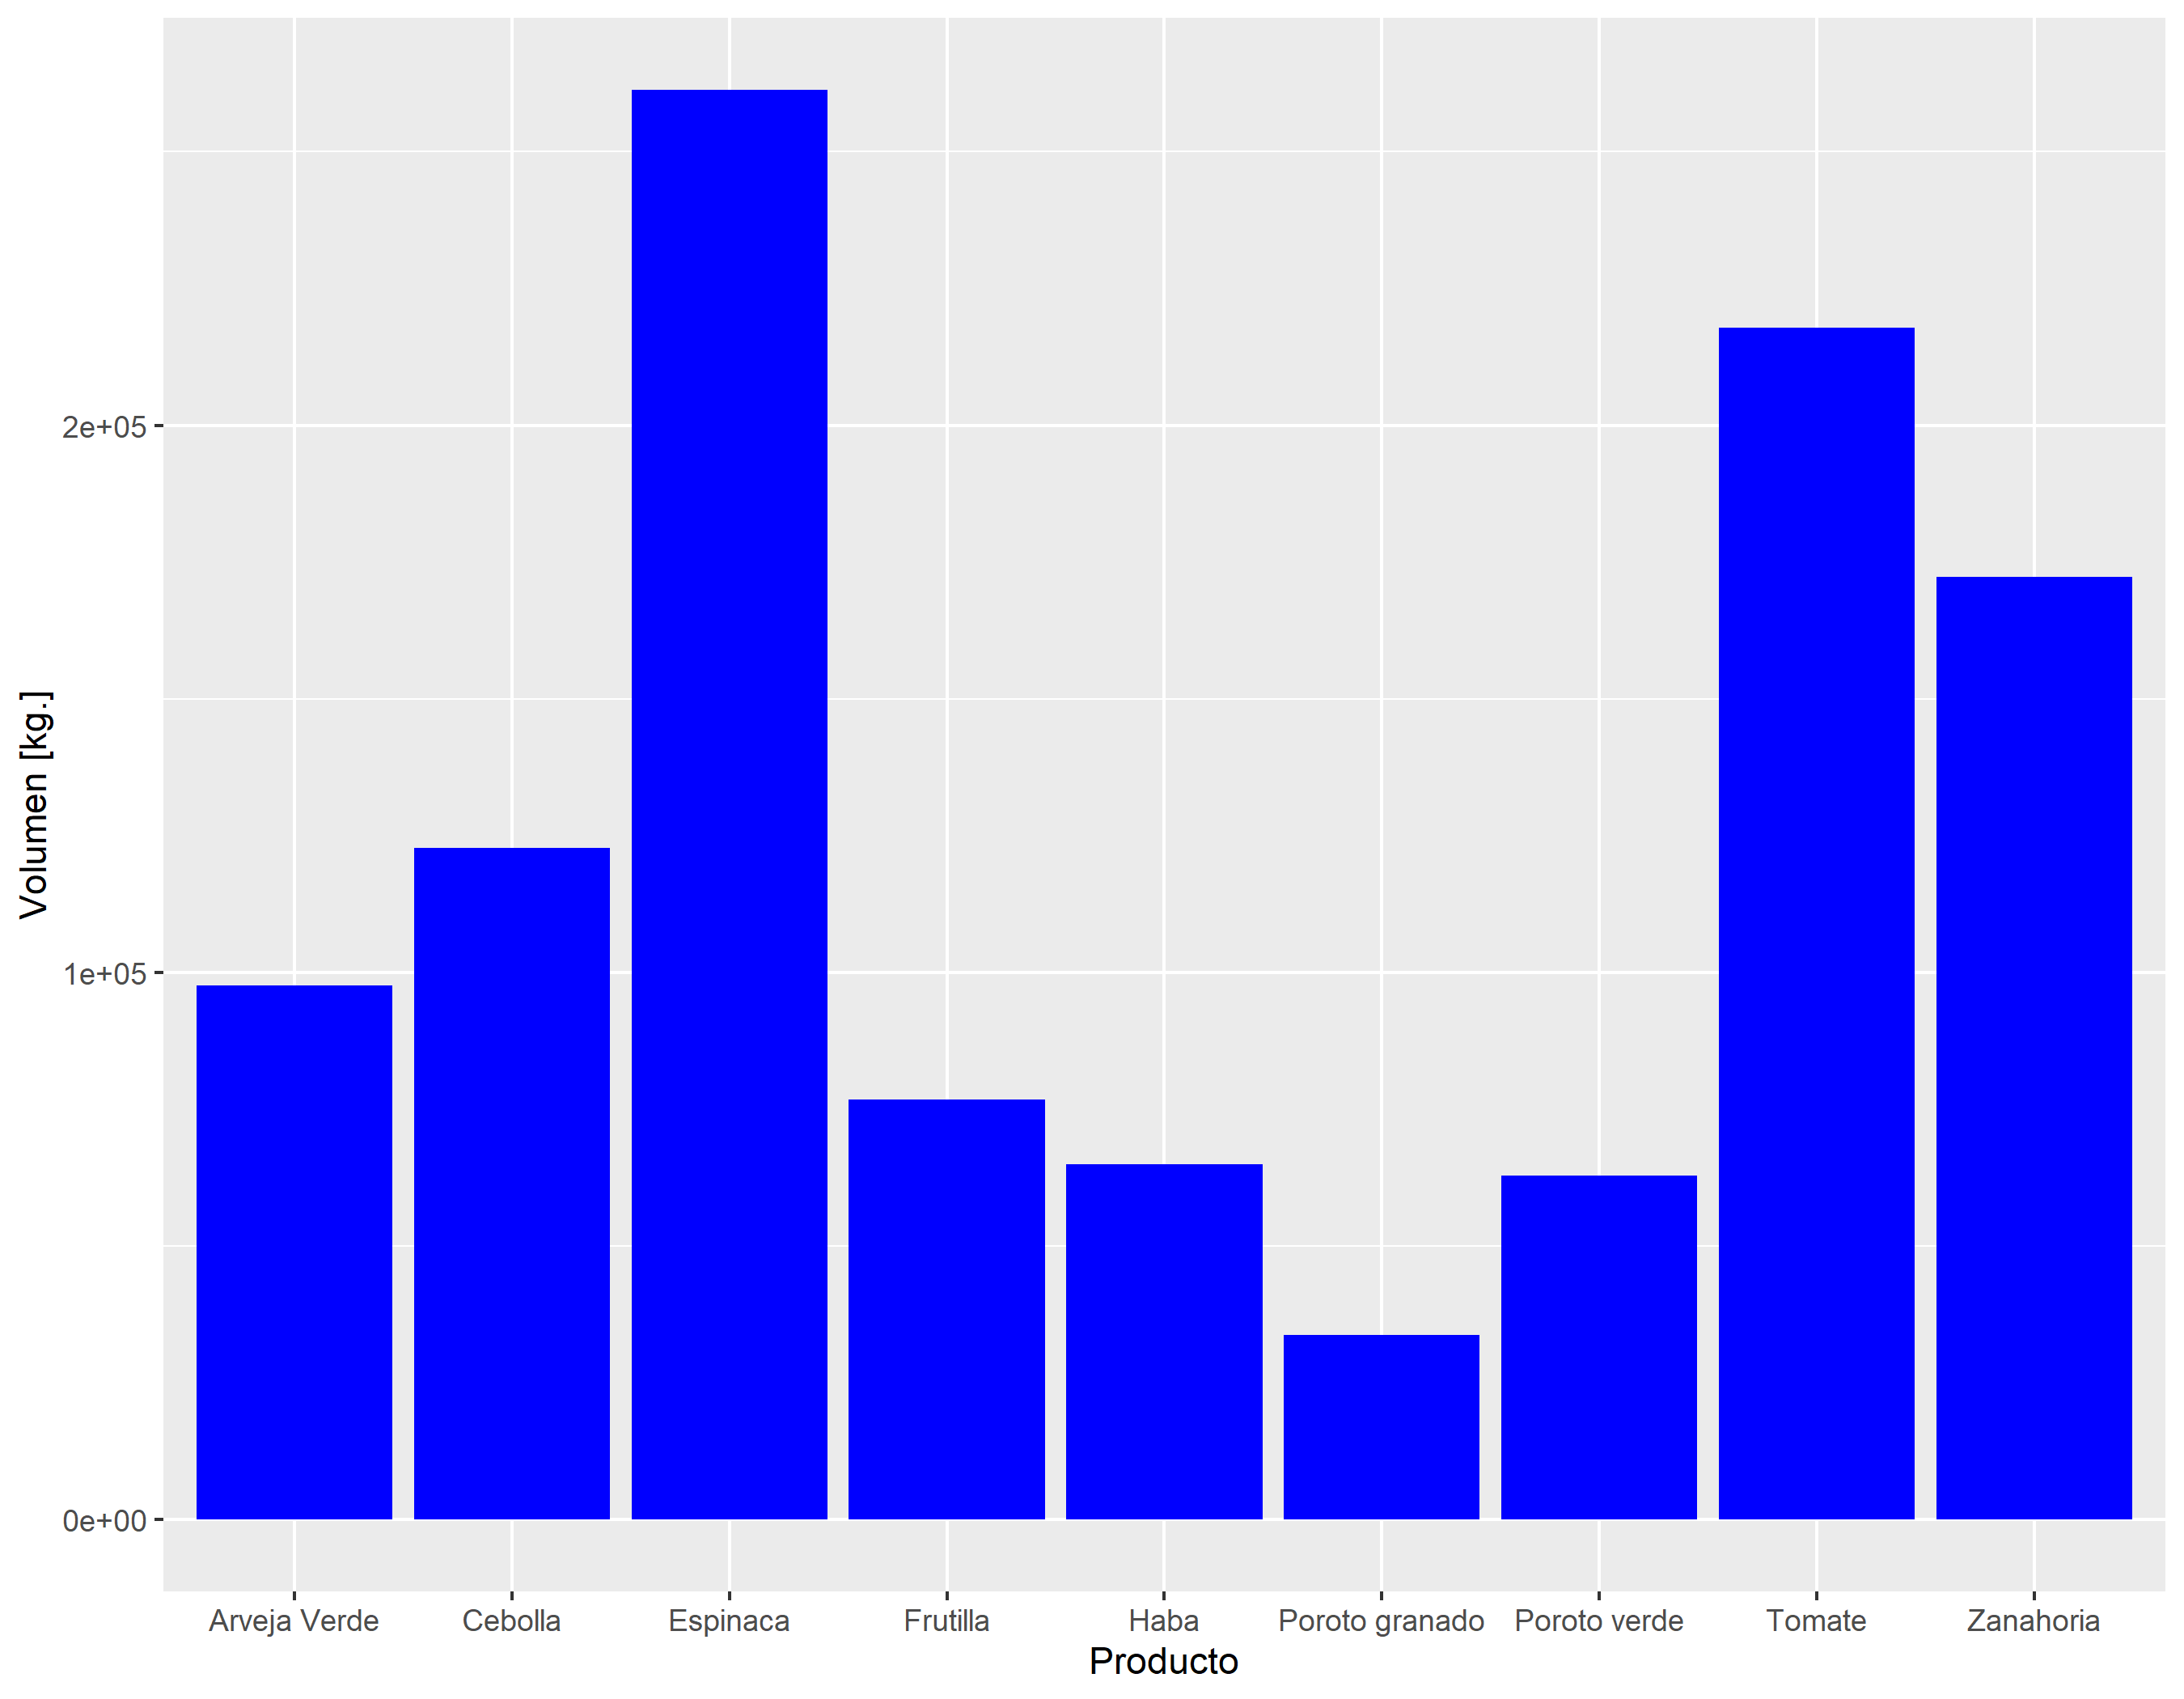 Volumen [kg.]
2e+05
1e+05
0e+00
Arveja Verde Cebolla Espinaca Frutilla Haba Poroto granado Poroto verde Tomate Zanahoria
Producto